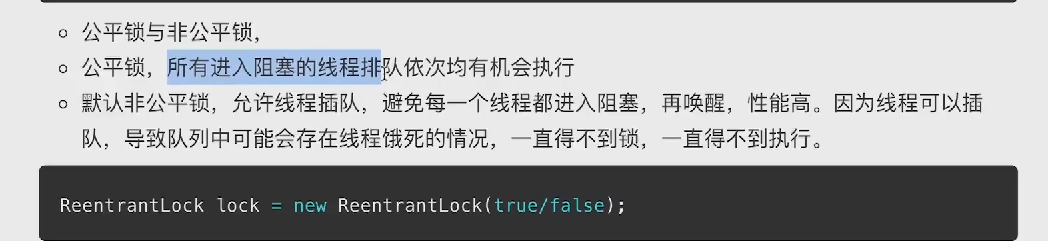 公平锁与非公平锁，
公平锁，所有进入阻塞的线程排队依次均有机会执行
默认非公平锁，允许线程插队，避免每一个线程都进入阻塞，再唤醒，性能高。因为线程可以插
队，导致队列中可能会存在线程饿死的情况，一直得不到锁，一直得不到执行。
ReentrantLock lock = new ReentrantLock(true/false);